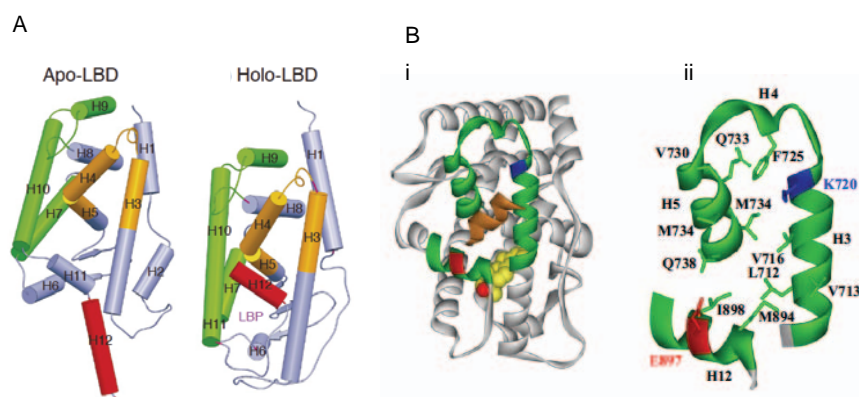 A
Apo-LBD
Holo-LBD
H9
H8
H1
H4
H10
H3
H7
H5
H6
H11
H2
H12
H9
H1
H8
H10
H4
H3
H5
H7
H12
LBP
H11
H6
B
i
ii
H4
Q733
V730
F725
K720
H5
M734
M734
H3
V716
Q738
L712
V713
I898
M894
E897
H12